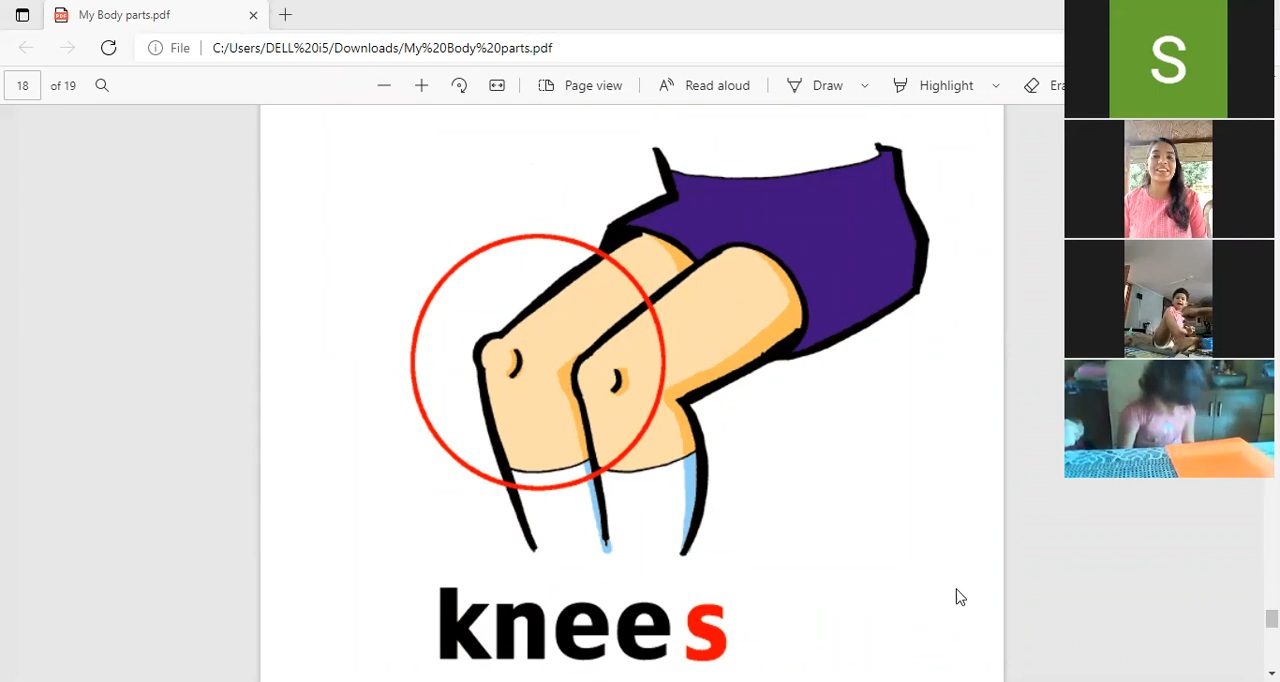 My Body parts.pdf
File
C:/Users/DELL%20i5/Downloads/My%20Body%20parts.pdf
18 of 19
Page view
Read aloud
Draw
Highlight
S
knees